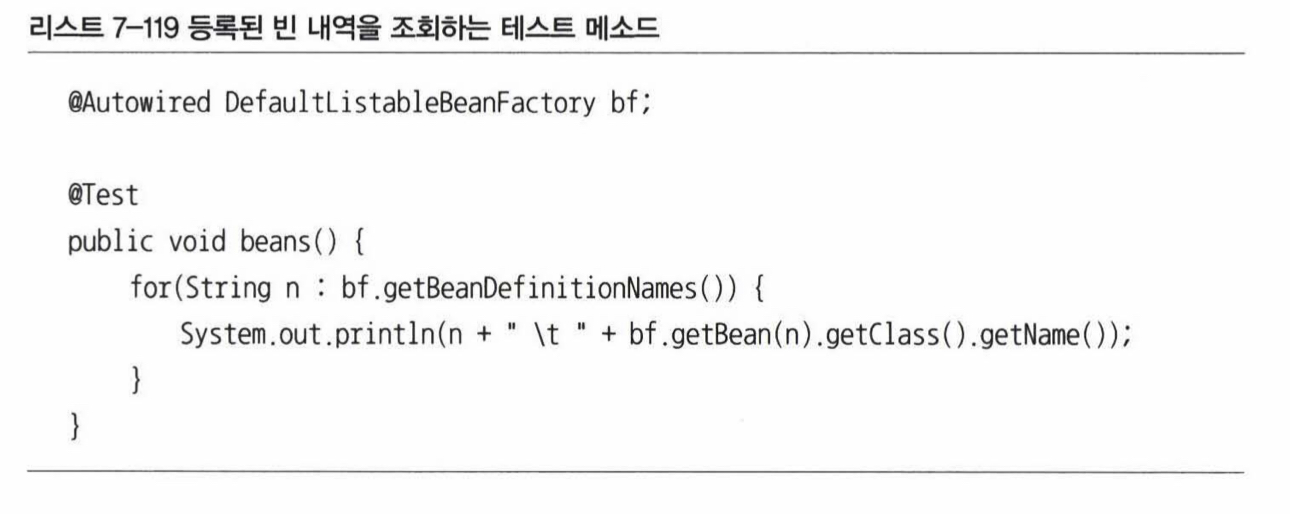 리스트 7-119 등록된 빈 내역을 조회하는 테스트 메소드
@Autowired DefaultListableBeanFactory bf;
@Test
public void beans() {
for(String n : bf.getBeanDefinitionNames()) {
System.out.println(n + " \t " + bf.getBean(n).getClass().getName());
}
}